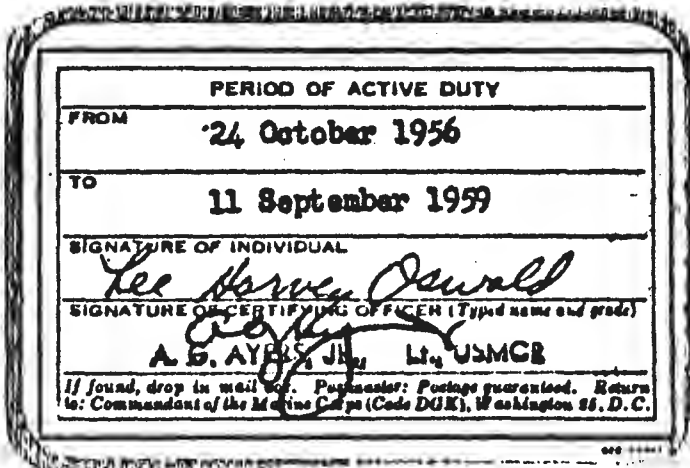 PERIOD OF ACTIVE DUTY
FROM
24 October 1956
TO
11 September 1959
SIGNATURE OF INDIVIDUAL
Lee Harvey Oswald
SIGNATURE OF CERTIFYING OFFICER (Typed name and grade)
A. G. AYERS, JR., Lt., USMCR
If found, drop in mail box. Postmaster: Postage guaranteed. Return
to: Commandant of the Marine Corps (Code DGK), Washington 25, D.C.